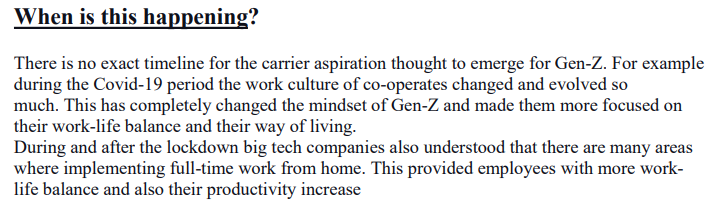 When is this happening?
There is no exact timeline for the carrier aspiration thought to emerge for Gen-Z. For example
during the Covid-19 period the work culture of co-operates changed and evolved so
much. This has completely changed the mindset of Gen-Z and made them more focused on
their work-life balance and their way of living.
During and after the lockdown big tech companies also understood that there are many areas
where implementing full-time work from home. This provided employees with more work-
life balance and also their productivity increase